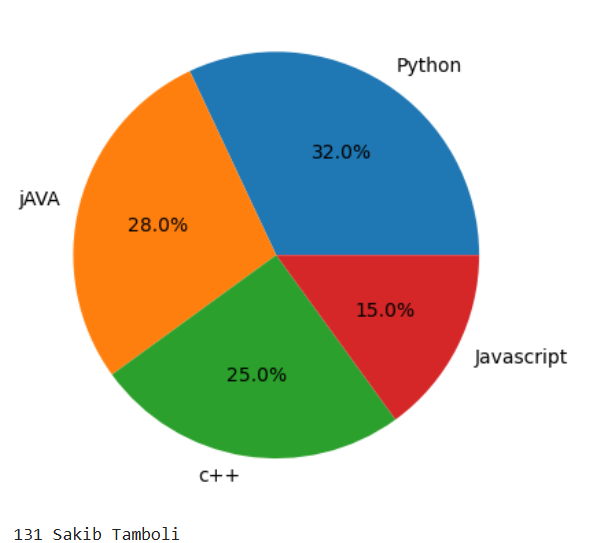 Python
32.0%
jAVA
28.0%
15.0%
Javascript
25.0%
c++
131 Sakib Tamboli